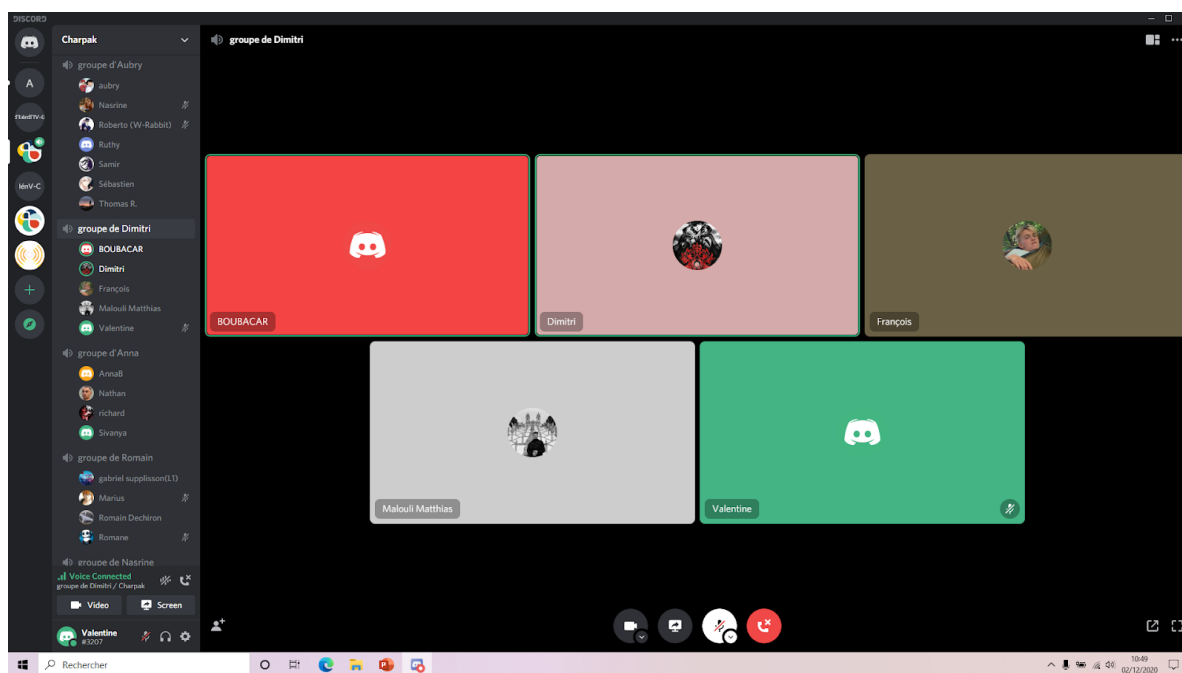 DISCORD
Charpak
groupe de Dimitri
groupe d'Aubry
A
aubry
Nasrine
Roberto (W-Rabbit)
Ruthy
Samir
Sébastien
lénV-C
Thomas R.
groupe de Dimitri
BOUBACAR
Dimitri
François
Malouli Matthias
Valentine
groupe d'Anna
AnnaB
Nathan
richard
Sivanya
groupe de Romain
gabriel supplisson(L1)
Marius
Romain Dechiron
Romane
groupe de Nasrine
Voice Connected
groupe de Dimitri / Charpak
Video Screen
Valentine
#3207
BOUBACAR
Dimitri
François
Malouli Matthias
Valentine
Rechercher
10:49
02/12/2020